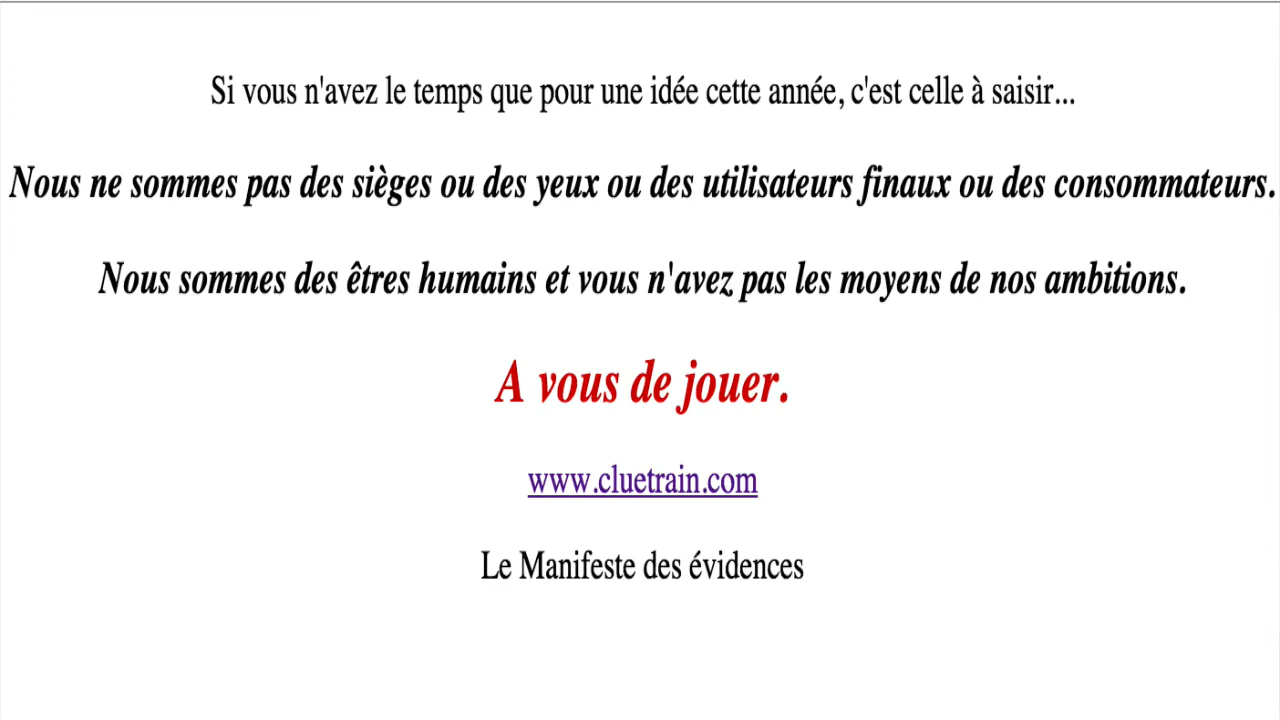 Si vous n'avez le temps que pour une idée cette année, c'est celle à saisir...
Nous ne sommes pas des sièges ou des yeux ou des utilisateurs finaux ou des consommateurs.
Nous sommes des êtres humains et vous n'avez pas les moyens de nos ambitions.
A vous de jouer.
www.cluetrain.com
Le Manifeste des évidences